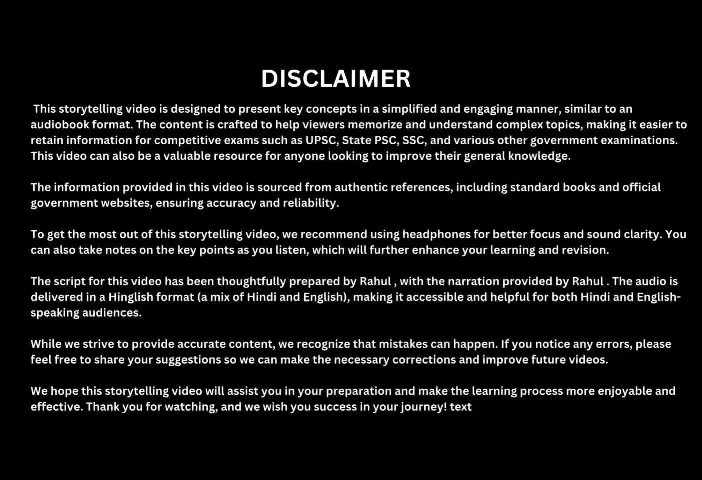 DISCLAIMER
This storytelling video is designed to present key concepts in a simplified and engaging manner, similar to an
audiobook format. The content is crafted to help viewers memorize and understand complex topics, making it easier to
retain information for competitive exams such as UPSC, State PSC, SSC, and various other government examinations.
This video can also be a valuable resource for anyone looking to improve their general knowledge.
The information provided in this video is sourced from authentic references, including standard books and official
government websites, ensuring accuracy and reliability.
To get the most out of this storytelling video, we recommend using headphones for better focus and sound clarity. You
can also take notes on the key points as you listen, which will further enhance your learning and revision.
The script for this video has been thoughtfully prepared by Rahul , with the narration provided by Rahul . The audio is
delivered in a Hinglish format (a mix of Hindi and English), making it accessible and helpful for both Hindi and English-
speaking audiences.
While we strive to provide accurate content, we recognize that mistakes can happen. If you notice any errors, please
feel free to share your suggestions so we can make the necessary corrections and improve future videos.
We hope this storytelling video will assist you in your preparation and make the learning process more enjoyable and
effective. Thank you for watching, and we wish you success in your journey! text